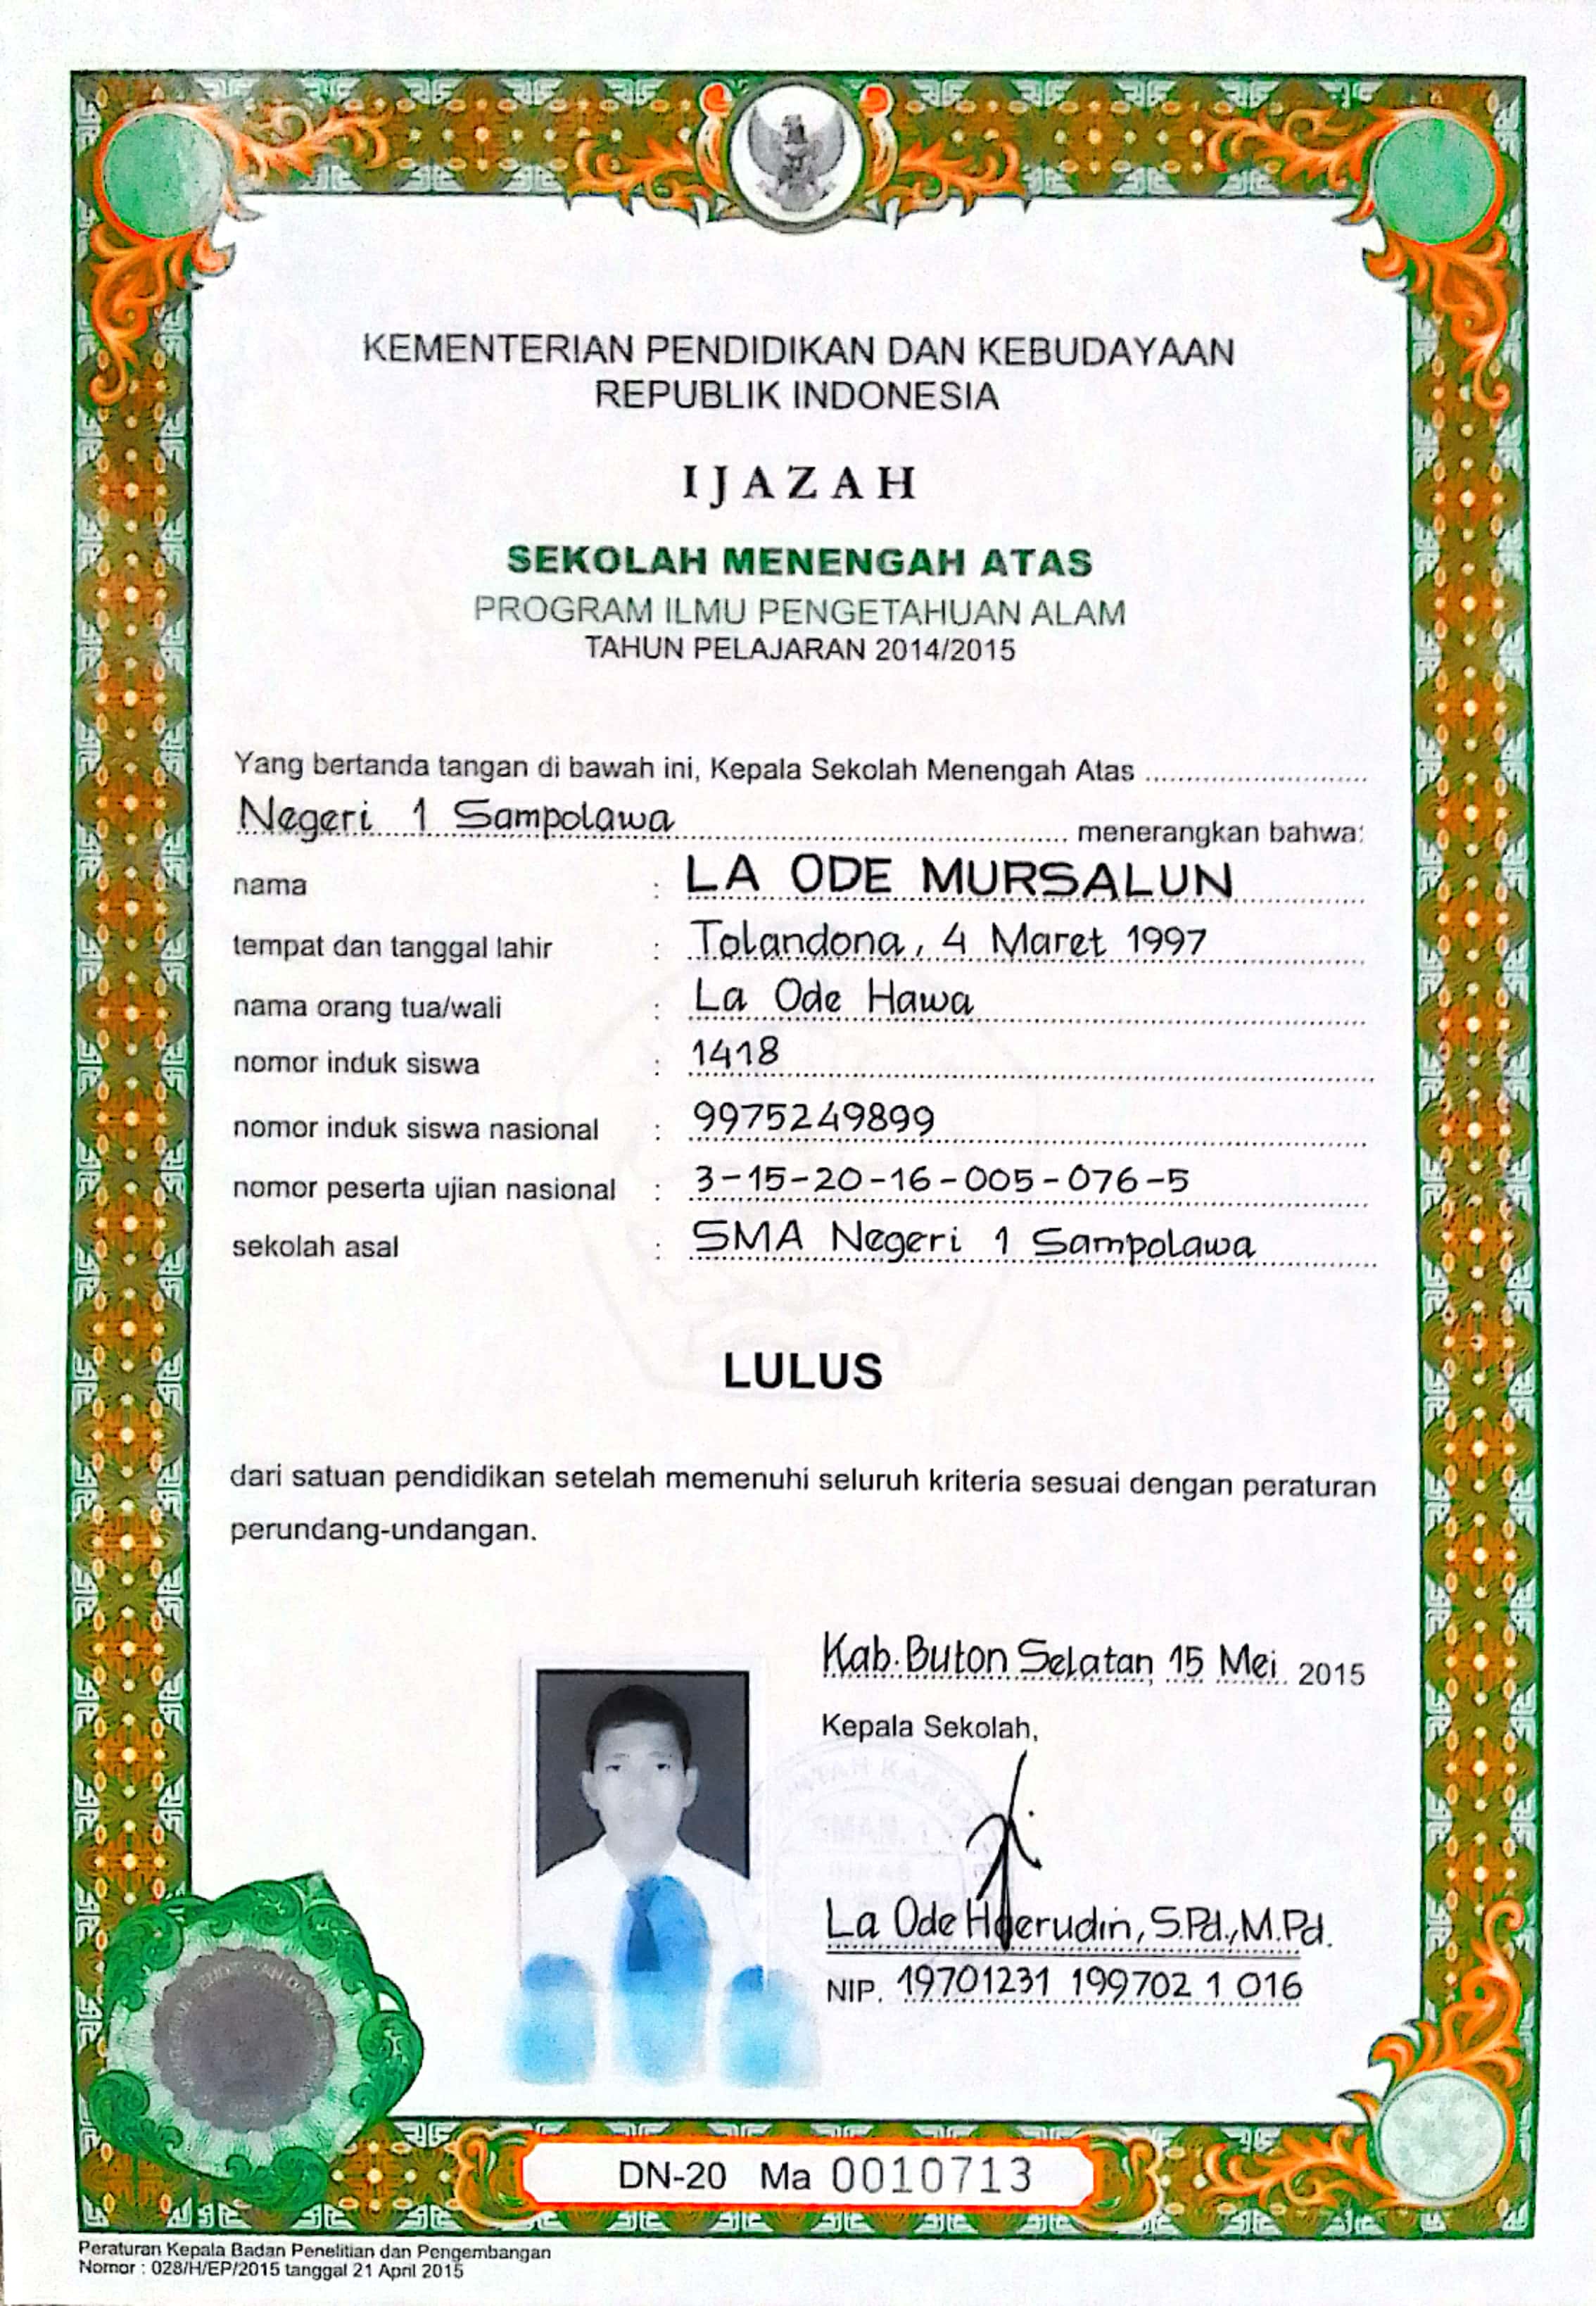 KEMENTERIAN PENDIDIKAN DAN KEBUDAYAAN
REPUBLIK INDONESIA
IJAZAH
SEKOLAH MENENGAH ATAS
PROGRAM ILMU PENGETAHUAN ALAM
TAHUN PELAJARAN 2014/2015
Yang bertanda tangan di bawah ini, Kepala Sekolah Menengah Atas
Negeri 1 Sampolawa menerangkan bahwa:
nama : LA ODE MURSALUN
tempat dan tanggal lahir : Tolandona, 4 Maret 1997
nama orang tua/wali : La Ode Hawa
nomor induk siswa : 1418
nomor induk siswa nasional : 9975249899
nomor peserta ujian nasional : 3-15-20-16-005-076-5
sekolah asal : SMA Negeri 1 Sampolawa
LULUS
dari satuan pendidikan setelah memenuhi seluruh kriteria sesuai dengan peraturan
perundang-undangan.
Kab. Buton Selatan, 15 Mei 2015
Kepala Sekolah,
La Ode Haerudin, S.Pd., M.Pd.
NIP. 19701231 199702 1 016
DN-20 Ma 0010713
Peraturan Kepala Badan Penelitian dan Pengembangan
Nomor : 028/H/EP/2015 tanggal 21 April 2015